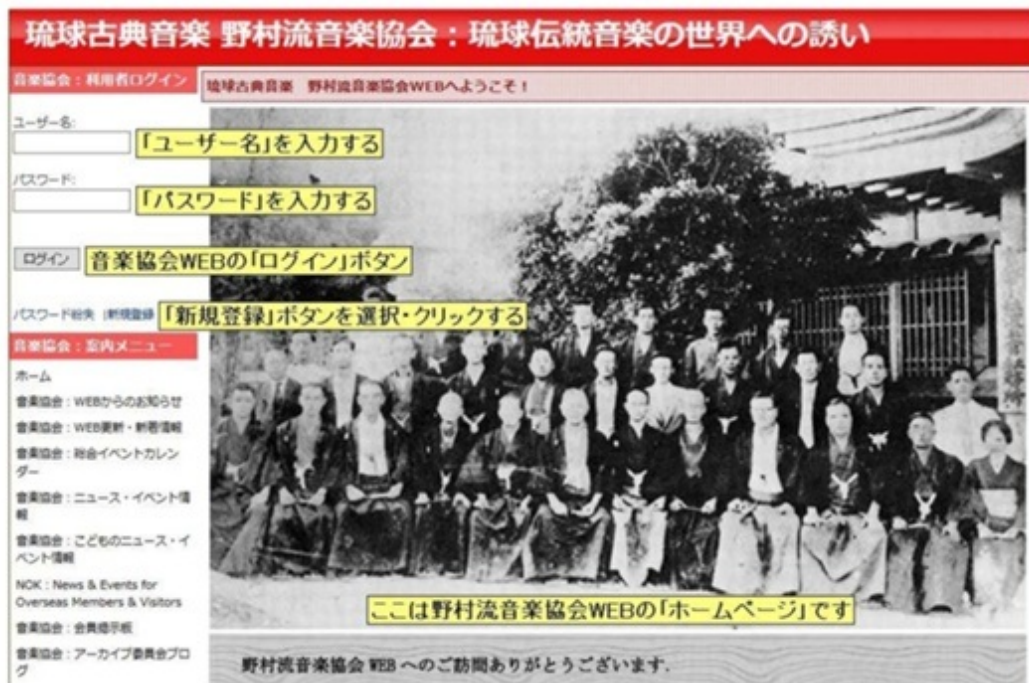 琉球古典音楽 野村流音楽協会：琉球伝統音楽の世界への誘い
音楽協会：利用者ログイン
琉球古典音楽　野村流音楽協会WEBへようこそ！
ユーザー名:
「ユーザー名」を入力する
パスワード:
「パスワード」を入力する
ログイン
音楽協会WEBの「ログイン」ボタン
パスワード紛失 |新規登録
「新規登録」ボタンを選択・クリックする
音楽協会：案内メニュー
ホーム
音楽協会：WEBからのお知らせ
音楽協会：WEB更新・新着情報
音楽協会：総合イベントカレン
ダー
音楽協会：ニュース・イベント情
報
音楽協会：こどものニュース・イ
ベント情報
NOK : News & Events for
Overseas Members & Visitors
音楽協会：会員掲示板
音楽協会：アーカイブ委員会ブロ
グ
ここは野村流音楽協会WEBの「ホームページ」です
野村流音楽協会 WEB へのご訪問ありがとうございます.